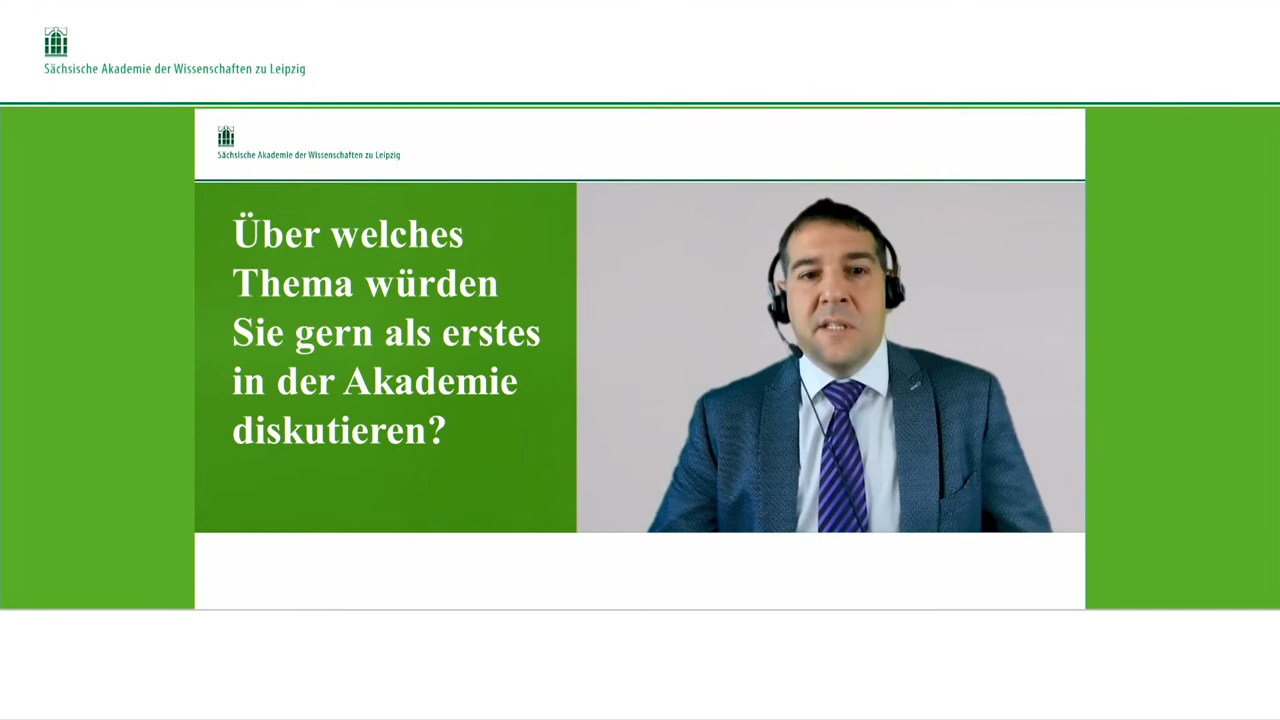 Sächsische Akademie der Wissenschaften zu Leipzig
Sächsische Akademie der Wissenschaften zu Leipzig
Über welches
Thema würden
Sie gern als erstes
in der Akademie
diskutieren?